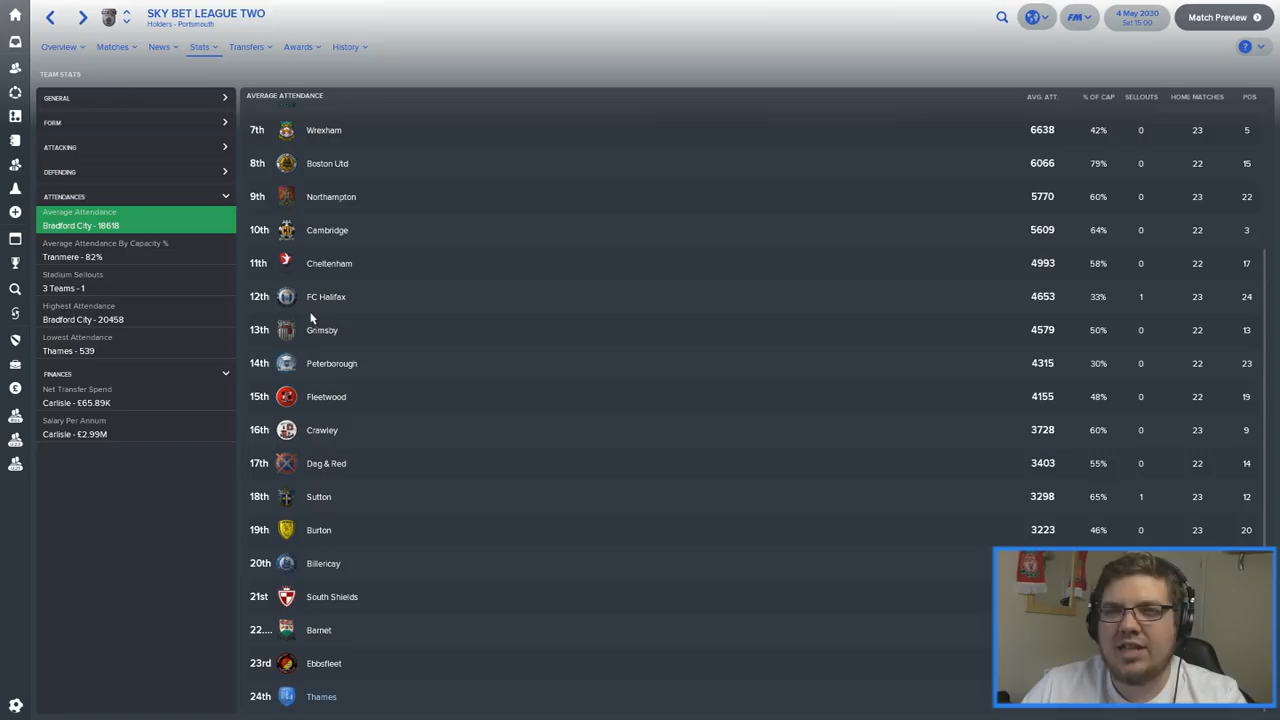 SKY BET LEAGUE TWO
Holders - Portsmouth
FM
4 May 2030
Sat 15:00
Match Preview
Overview Matches News Stats Transfers Awards History
?
TEAM STATS
GENERAL
FORM
ATTACKING
DEFENDING
ATTENDANCES
Average Attendance
Bradford City - 18618
Average Attendance By Capacity %
Tranmere - 82%
Stadium Sellouts
3 Teams - 1
Highest Attendance
Bradford City - 20458
Lowest Attendance
Thames - 539
FINANCES
Net Transfer Spend
Carlisle - £65.89K
Salary Per Annum
Carlisle - £2.99M
AVERAGE ATTENDANCE AVG. ATT. % OF CAP SELLOUTS HOME MATCHES POS
7th Wrexham 6638 42% 0 23 5
8th Boston Utd 6066 79% 0 22 15
9th Northampton 5770 60% 0 23 22
10th Cambridge 5609 64% 0 22 3
11th Cheltenham 4993 58% 0 22 17
12th FC Halifax 4653 33% 1 23 24
13th Grimsby 4579 50% 0 22 13
14th Peterborough 4315 30% 0 22 23
15th Fleetwood 4155 48% 0 22 19
16th Crawley 3728 60% 0 23 9
17th Dag & Red 3403 55% 0 22 14
18th Sutton 3298 65% 1 23 12
19th Burton 3223 46% 0 23 20
20th Billericay
21st South Shields
22.... Barnet
23rd Ebbsfleet
24th Thames